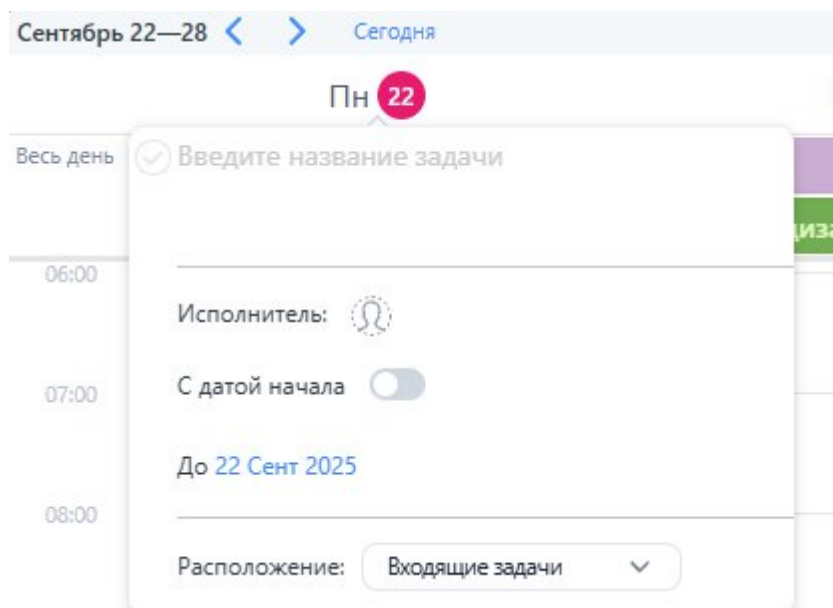 Сентябрь 22—28
Сегодня
Пн 22
Весь день
Введите название задачи
06:00
Исполнитель:
07:00
С датой начала
До 22 Сент 2025
08:00
Расположение: Входящие задачи